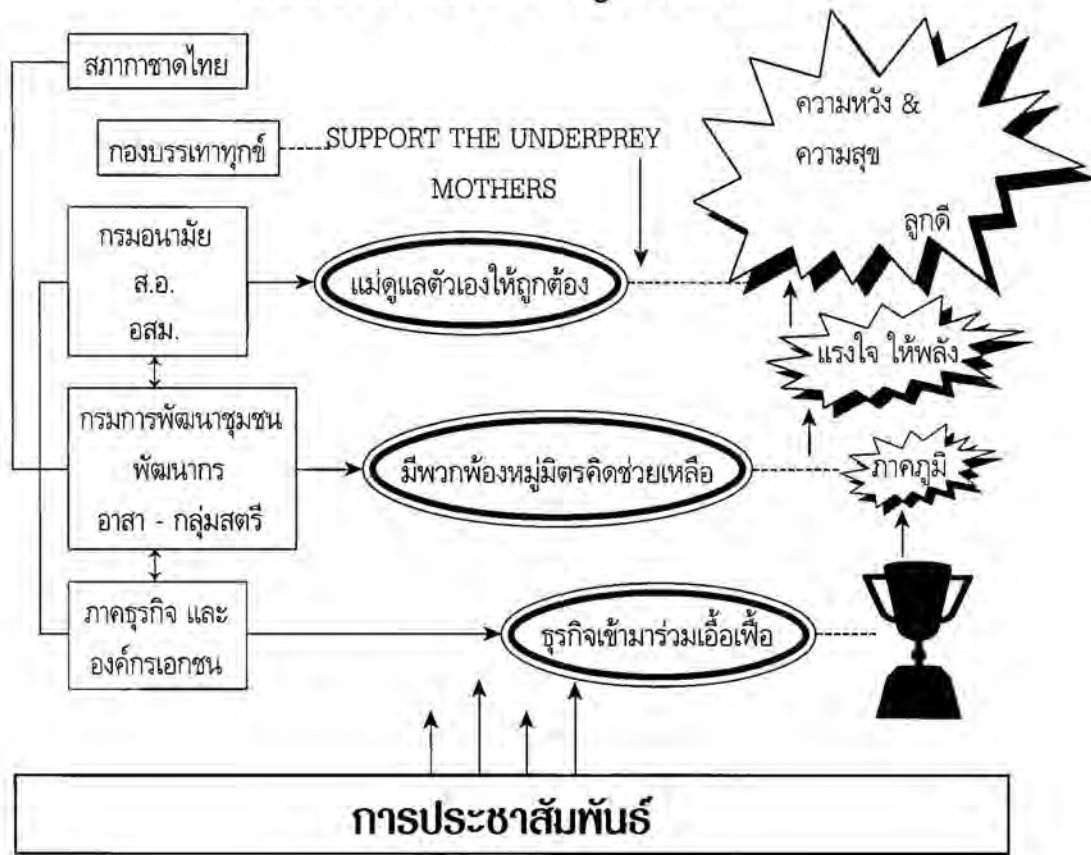 สภากาชาดไทย
กองบรรเทาทุกข์
SUPPORT THE UNDERPREY
MOTHERS
ความหวัง &
ความสุข
ลูกดี
กรมอนามัย
ส.อ.
อสม.
แม่ดูแลตัวเองให้ถูกต้อง
แรงใจ ให้พลัง
กรมการพัฒนาชุมชน
พัฒนากร
อาสา - กลุ่มสตรี
มีพวกพ้องหมู่มิตรคิดช่วยเหลือ
ภาคภูมิ
ภาคธุรกิจ และ
องค์กรเอกชน
ธุรกิจเข้ามาร่วมเอื้อเฟื้อ
การประชาสัมพันธ์